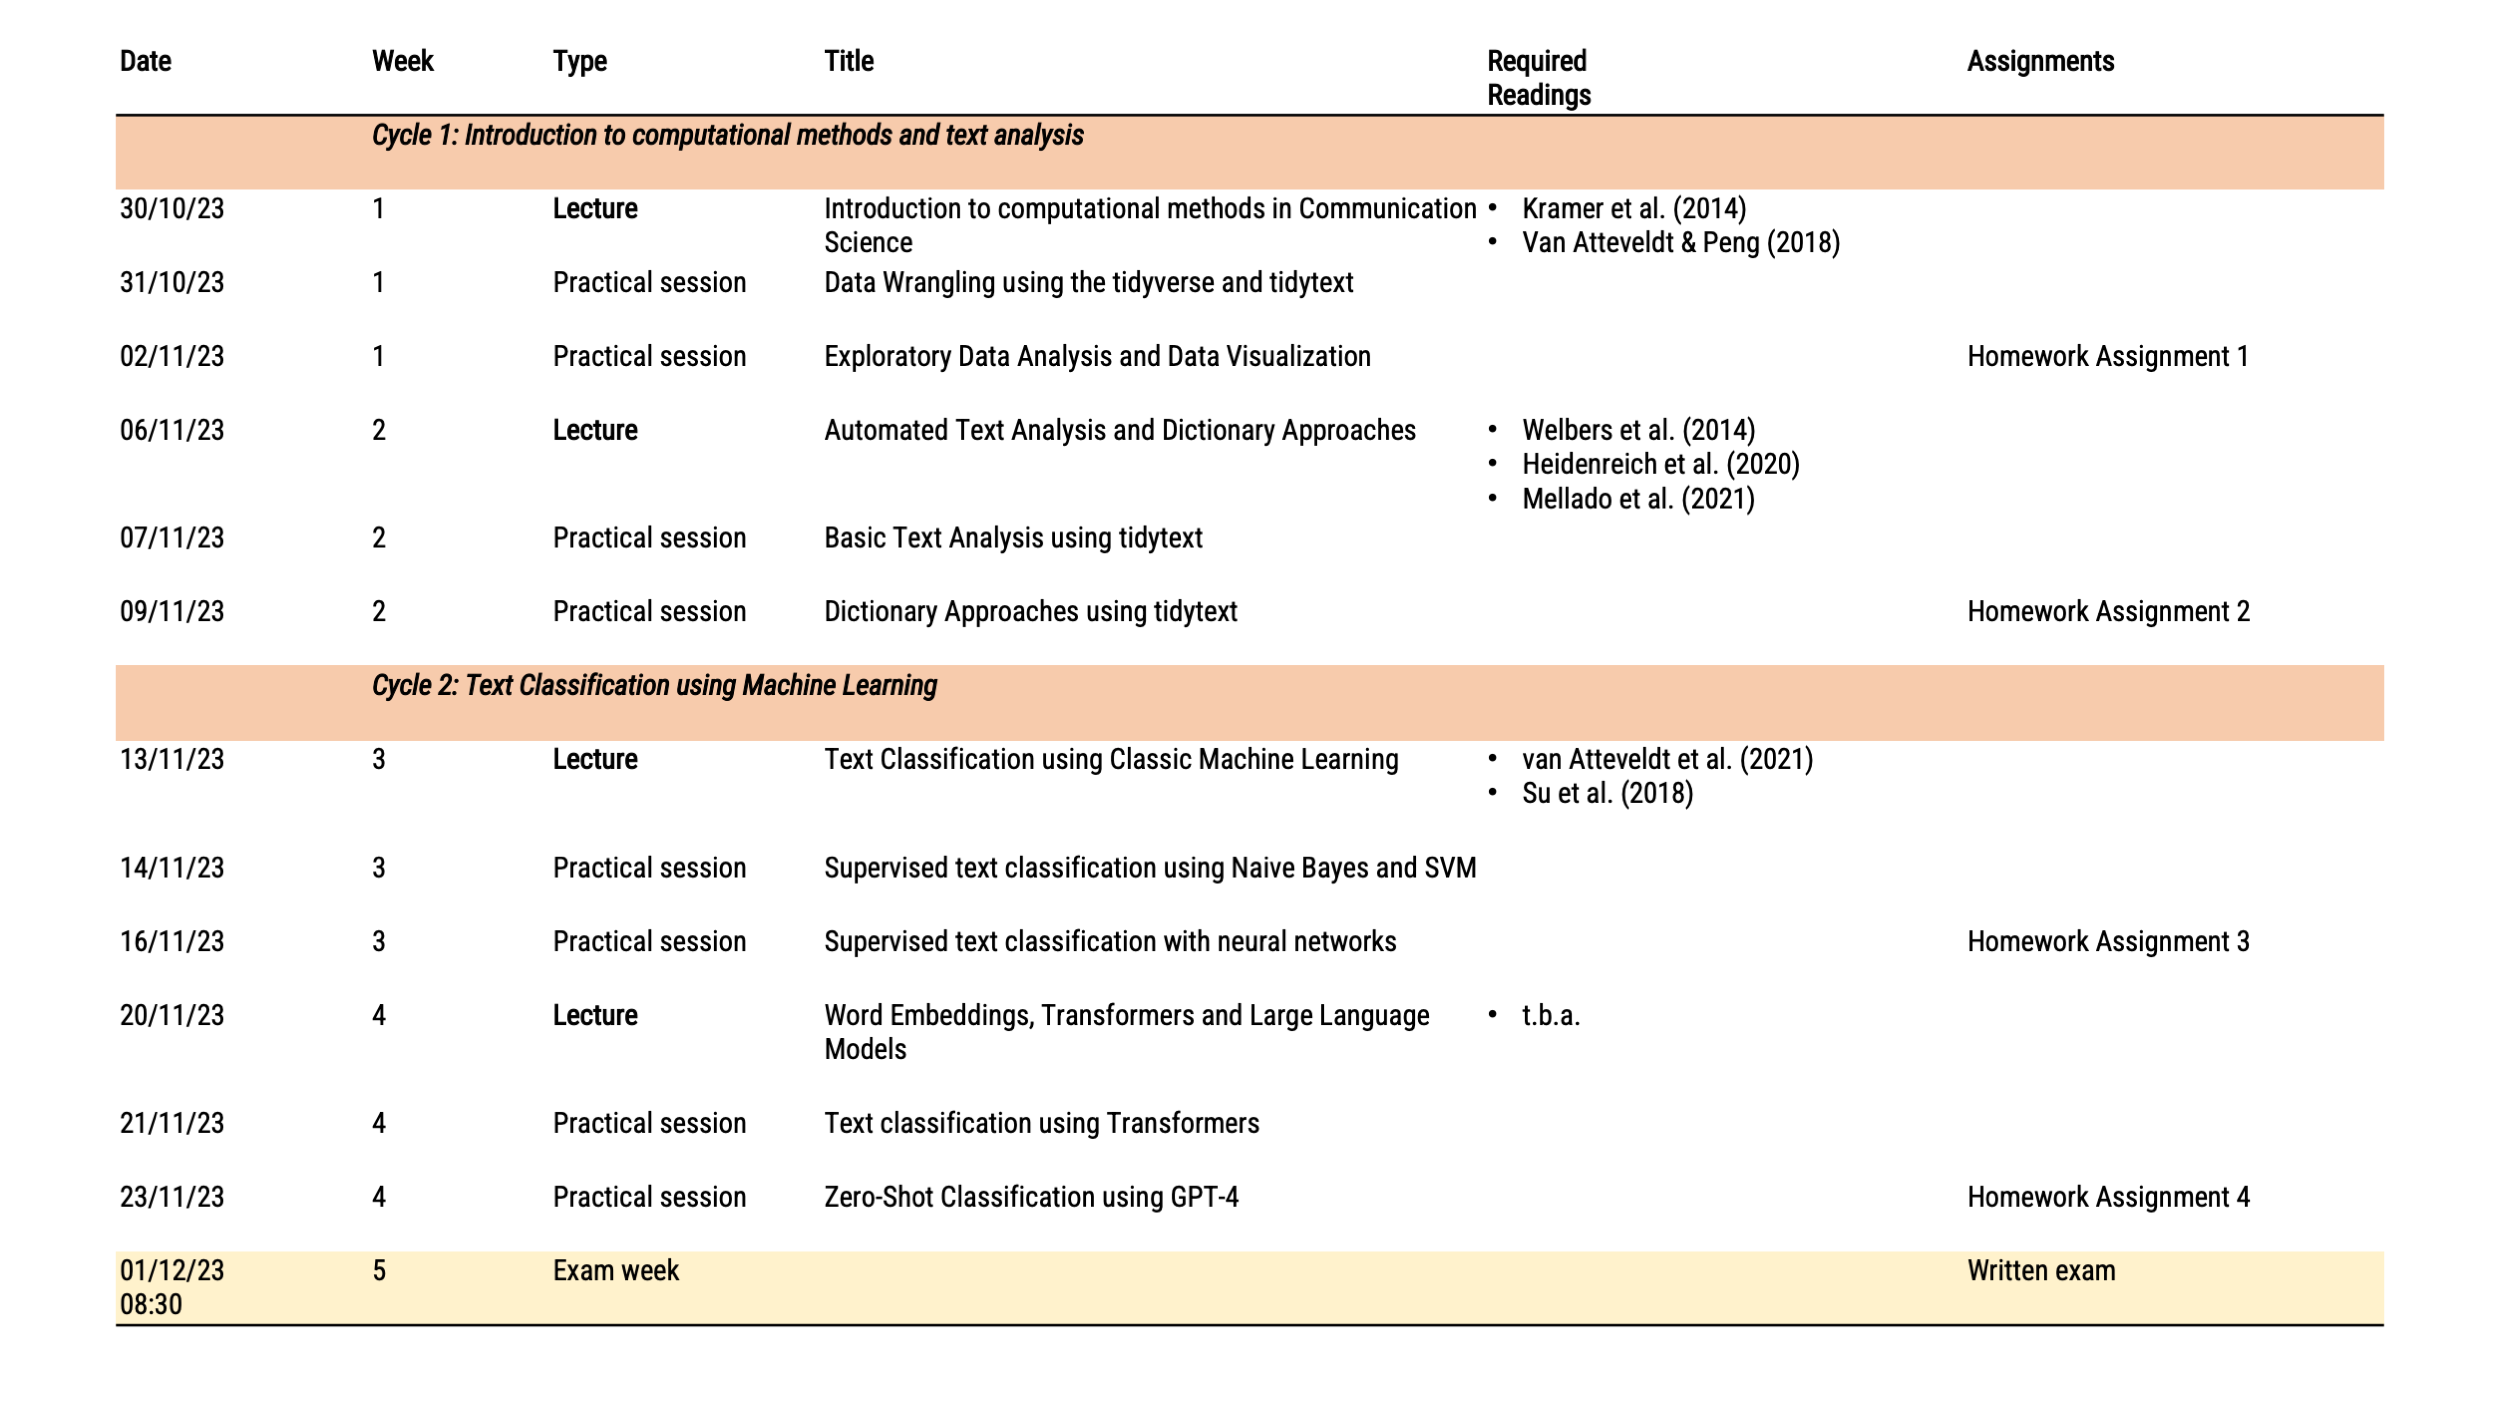 Date Week Type Title Required Assignments
Readings
Cycle 1: Introduction to computational methods and text analysis
30/10/23 1 Lecture Introduction to computational methods in Communication • Kramer et al. (2014)
Science • Van Atteveldt & Peng (2018)
31/10/23 1 Practical session Data Wrangling using the tidyverse and tidytext
02/11/23 1 Practical session Exploratory Data Analysis and Data Visualization Homework Assignment 1
06/11/23 2 Lecture Automated Text Analysis and Dictionary Approaches • Welbers et al. (2014)
• Heidenreich et al. (2020)
• Mellado et al. (2021)
07/11/23 2 Practical session Basic Text Analysis using tidytext
09/11/23 2 Practical session Dictionary Approaches using tidytext Homework Assignment 2
Cycle 2: Text Classification using Machine Learning
13/11/23 3 Lecture Text Classification using Classic Machine Learning • van Atteveldt et al. (2021)
• Su et al. (2018)
14/11/23 3 Practical session Supervised text classification using Naive Bayes and SVM
16/11/23 3 Practical session Supervised text classification with neural networks Homework Assignment 3
20/11/23 4 Lecture Word Embeddings, Transformers and Large Language • t.b.a.
Models
21/11/23 4 Practical session Text classification using Transformers
23/11/23 4 Practical session Zero-Shot Classification using GPT-4 Homework Assignment 4
01/12/23 5 Exam week Written exam
08:30